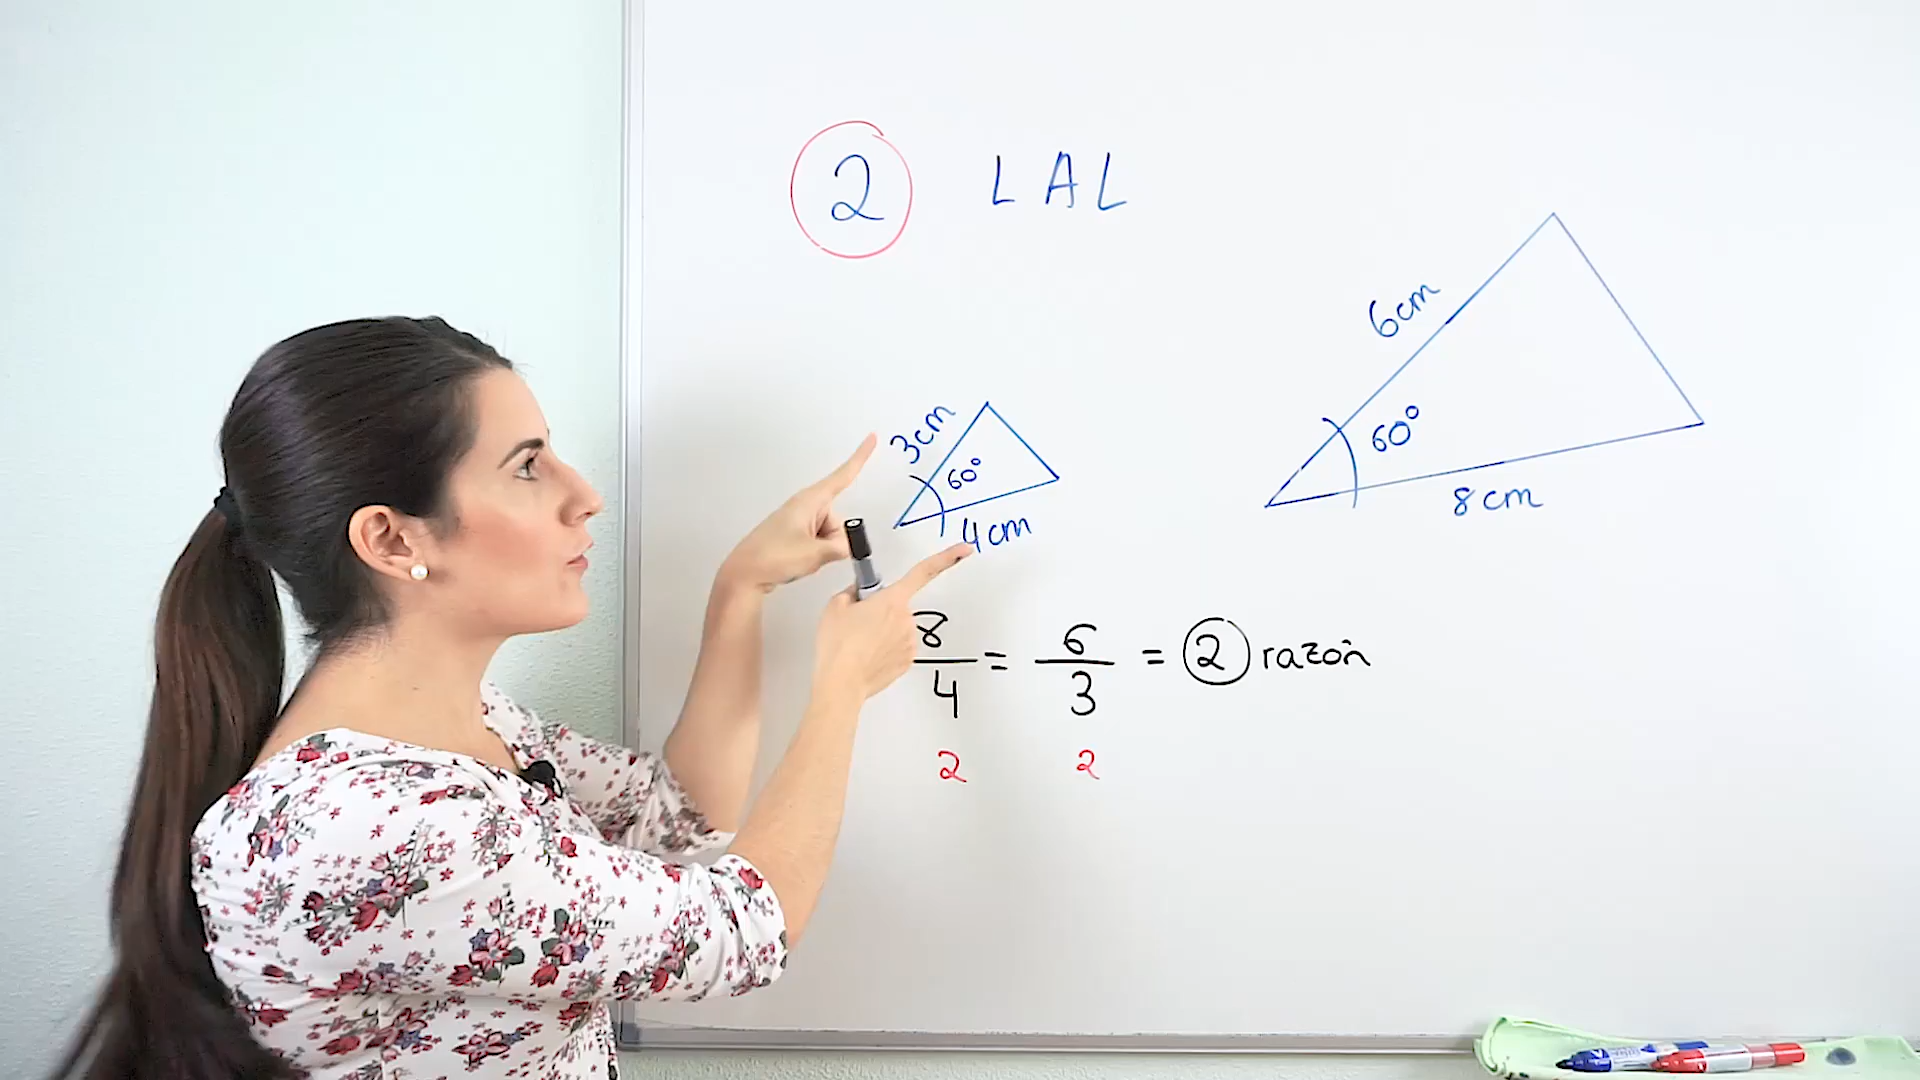 2 LAL
6cm
60°
8cm
3cm
60°
4cm
8/4 = 6/3 = 2 razón
2 2